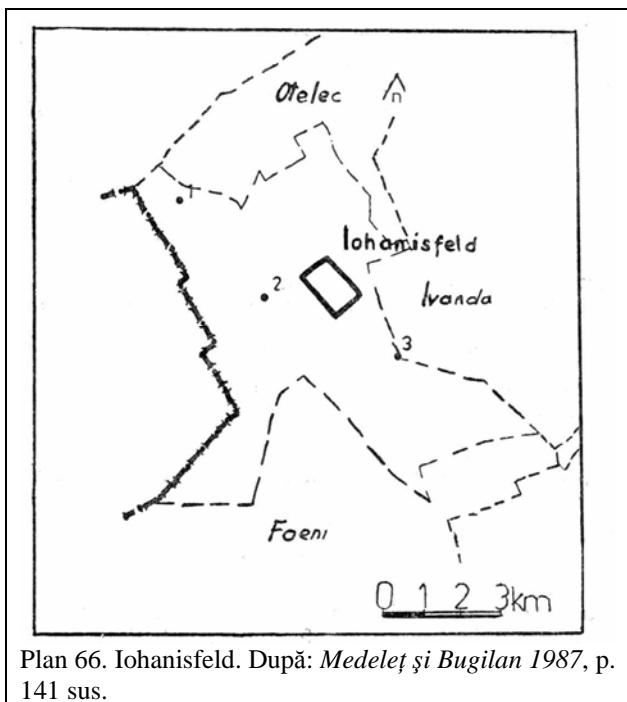 Otelec
n
1
Iohanisfeld
2
Ivanda
3
Foeni
0 1 2 3km
Plan 66. Iohanisfeld. După: Medeleţ şi Bugilan 1987, p.
141 sus.